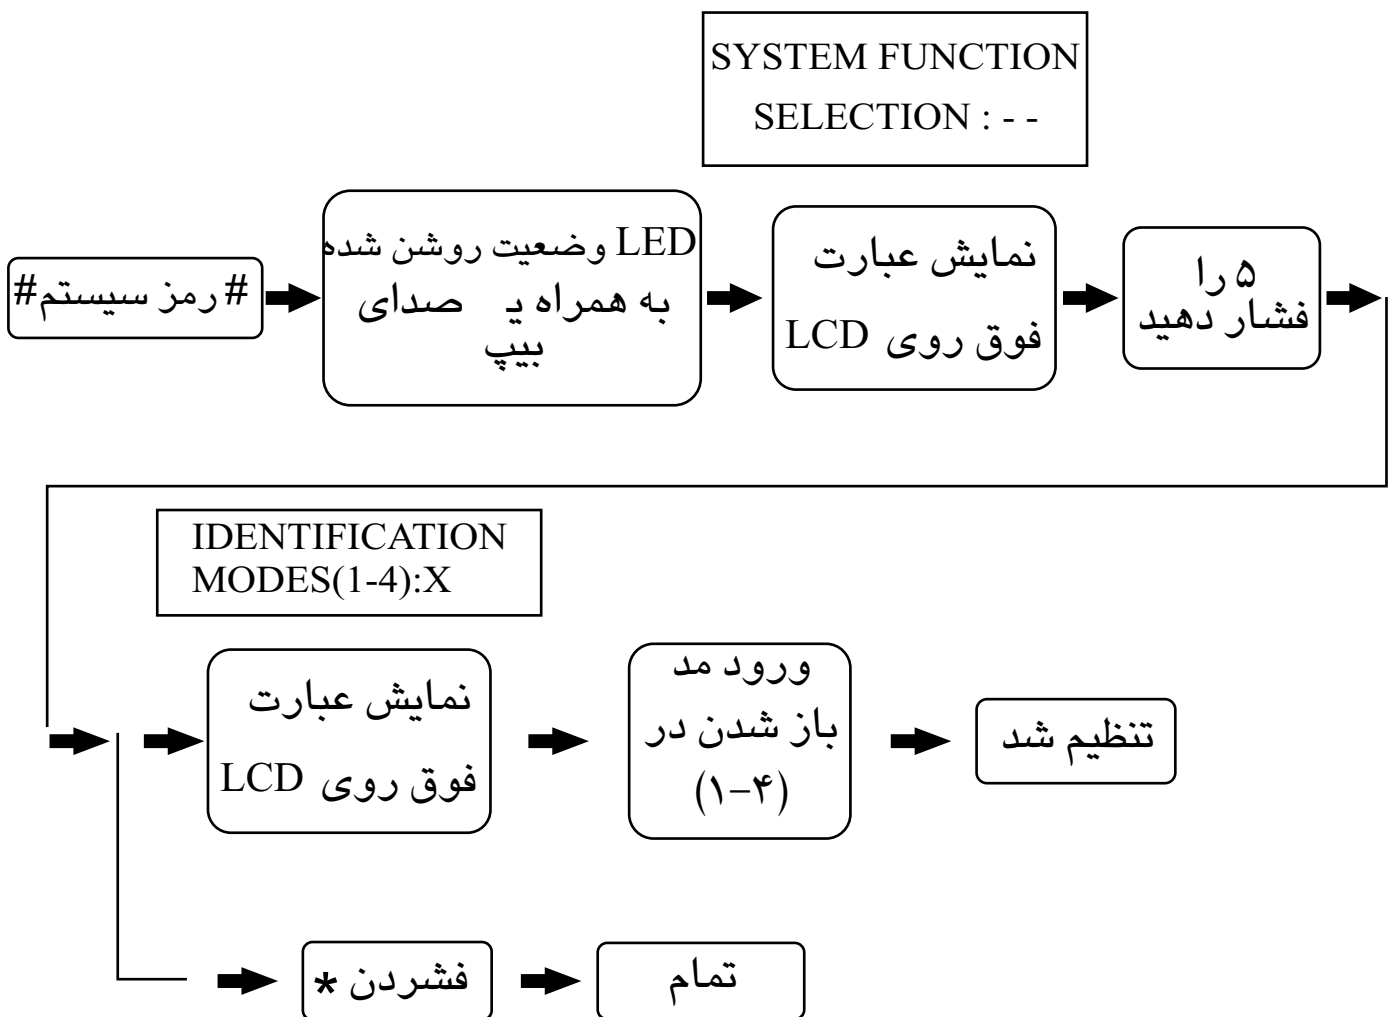 SYSTEM FUNCTION
SELECTION : - -
#رمز سیستم#
LED وضعیت روشن شده
به همراه یـ صدای
بیپ
نمایش عبارت
فوق روی LCD
۵ را
فشار دهید
IDENTIFICATION
MODES(1-4):X
نمایش عبارت
فوق روی LCD
ورود مد
باز شدن در
(۱-۴)
تنظیم شد
فشردن *
تمام